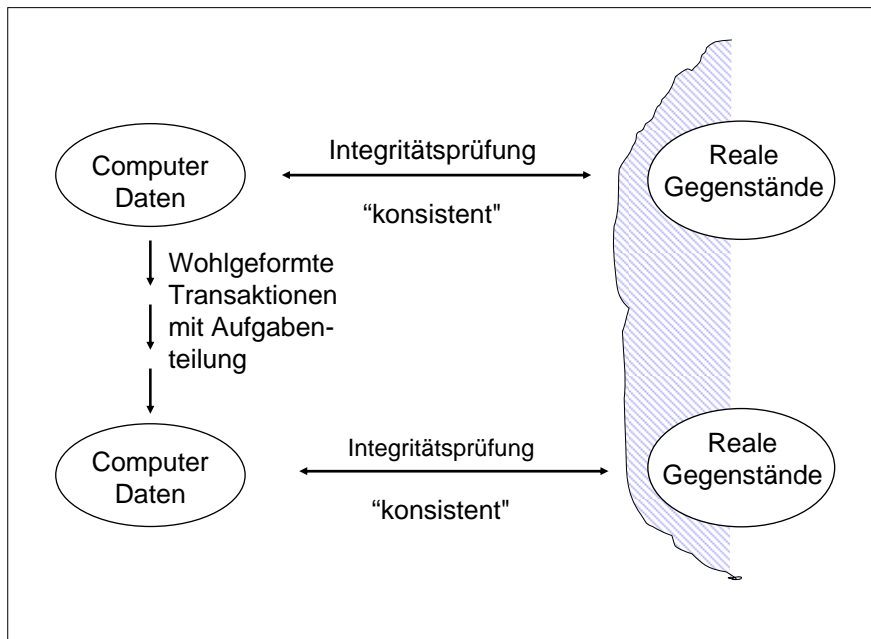 Computer
Daten
Integritätsprüfung
“konsistent"
Reale
Gegenstände
Wohlgeformte
Transaktionen
mit Aufgaben-
teilung
Computer
Daten
Integritätsprüfung
“konsistent"
Reale
Gegenstände